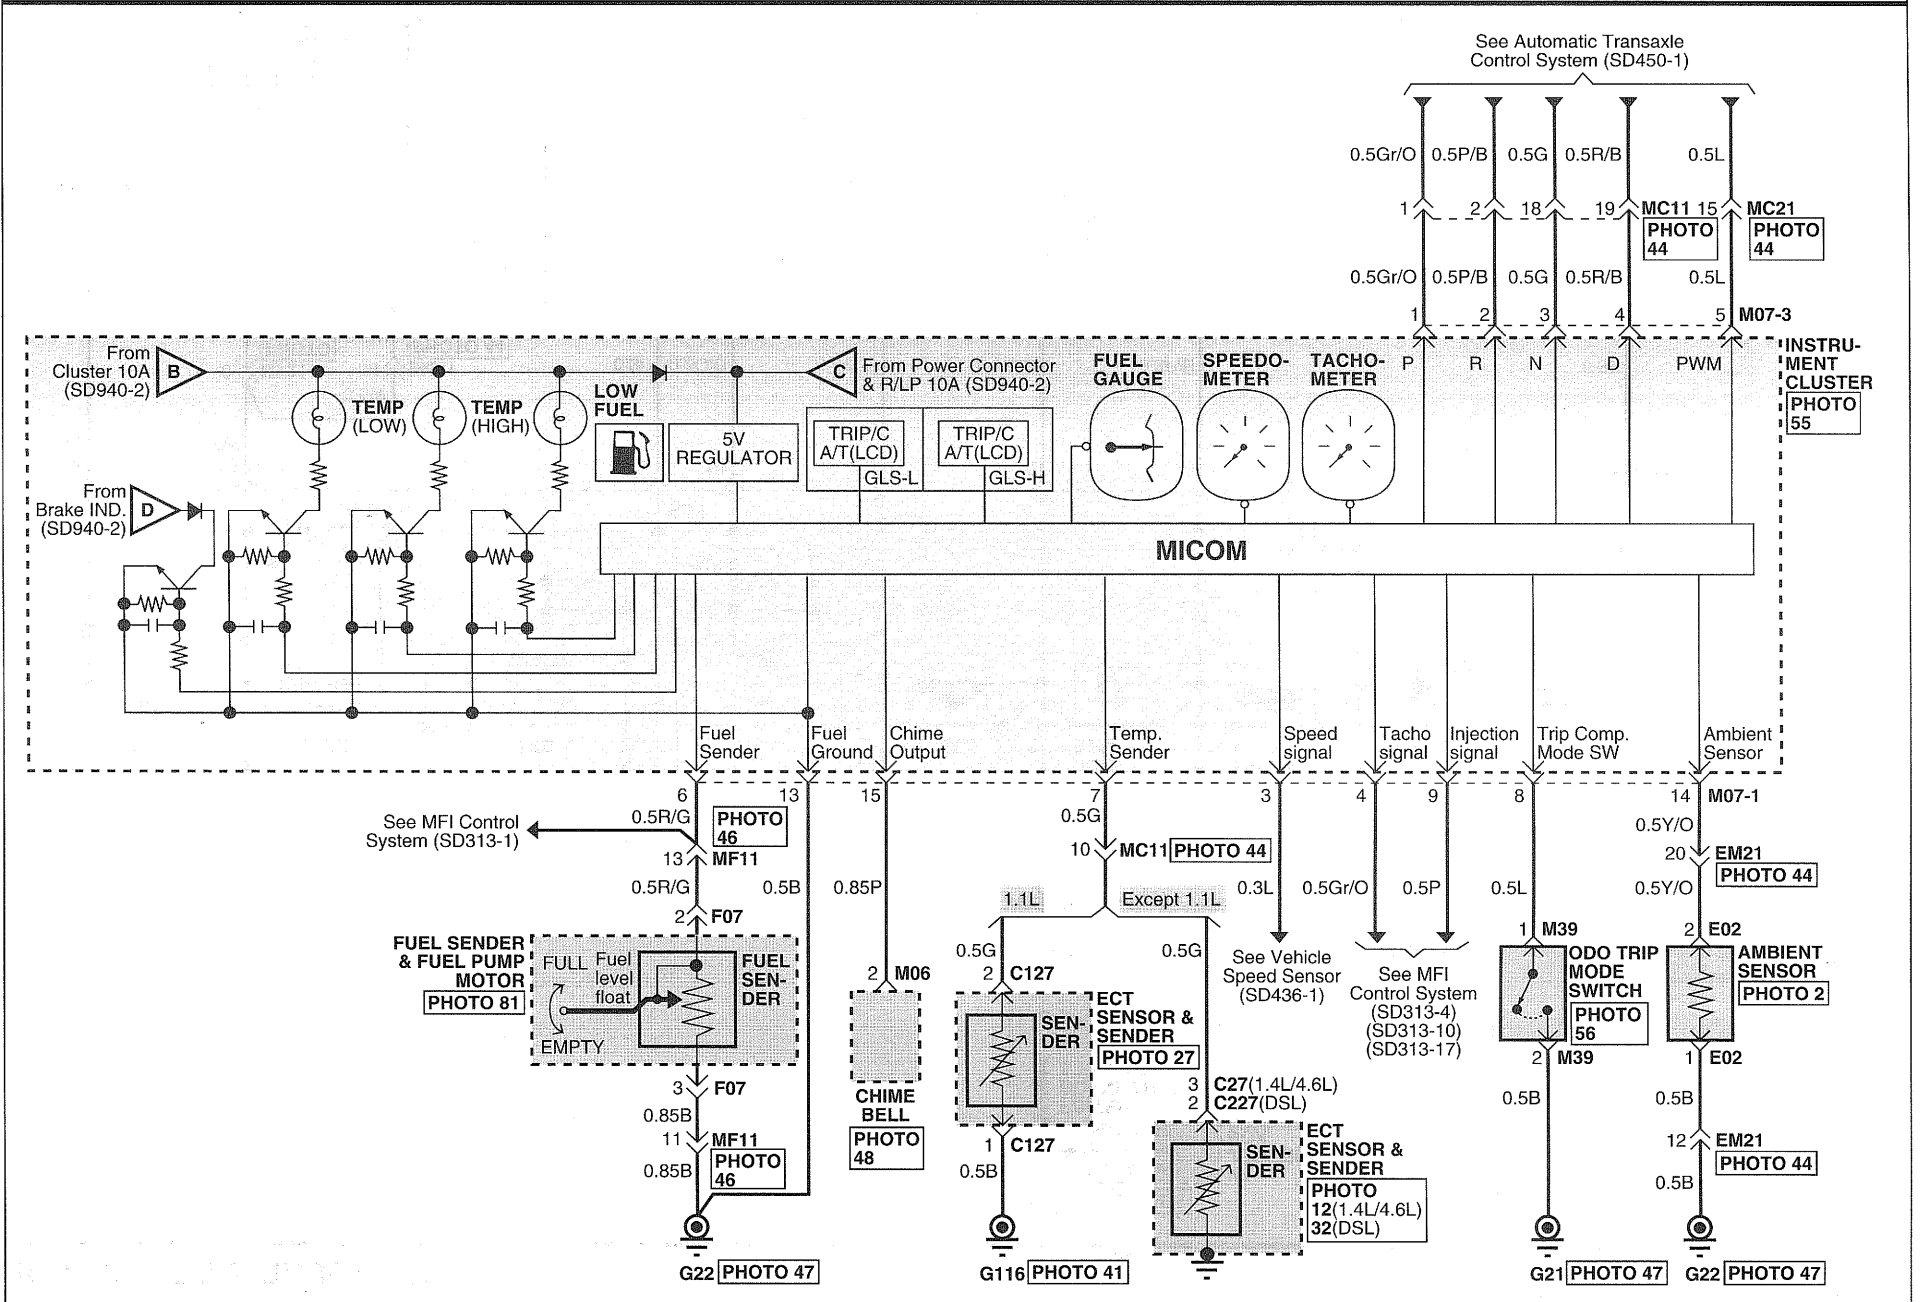 See Automatic Transaxle
Control System (SD450-1)
0.5Gr/O 0.5P/B 0.5G 0.5R/B 0.5L
1 2 18 19 MC11 15 MC21
PHOTO
44
PHOTO
44
0.5Gr/O 0.5P/B 0.5G 0.5R/B 0.5L
1 2 3 4 5 M07-3
P R N D PWM
INSTRU-
MENT
CLUSTER
PHOTO
55
From
Cluster 10A
(SD940-2)
B
C
From Power Connector
& R/LP 10A (SD940-2)
TEMP
(LOW)
TEMP
(HIGH)
LOW
FUEL
5V
REGULATOR
TRIP/C
A/T(LCD)
GLS-L
TRIP/C
A/T(LCD)
GLS-H
FUEL
GAUGE
SPEEDO-
METER
TACHO-
METER
From
Brake IND.
(SD940-2)
D
MICOM
Fuel
Sender
Fuel
Ground
Chime
Output
Temp.
Sender
Speed
signal
Tacho
signal
Injection
signal
Trip Comp.
Mode SW
Ambient
Sensor
6 13 15 7 3 4 9 8 14 M07-1
See MFI Control
System (SD313-1)
0.5R/G
PHOTO
46
13 MF11
0.5R/G
2 F07
0.5B
0.85P
0.5G
10 MC11 PHOTO 44
1.1L
Except 1.1L
0.3L
0.5Gr/O
0.5P
0.5L
0.5Y/O
20 EM21
PHOTO 44
0.5Y/O
FUEL SENDER
& FUEL PUMP
MOTOR
PHOTO 81
FULL
Fuel
level
float
EMPTY
FUEL
SEN-
DER
3 F07
0.85B
11 MF11
PHOTO
46
0.85B
G22 PHOTO 47
2 M06
CHIME
BELL
PHOTO
48
0.5G
2 C127
SEN-
DER
ECT
SENSOR &
SENDER
PHOTO 27
1 C127
0.5B
G116 PHOTO 41
0.5G
3 C27(1.4L/4.6L)
2 C227(DSL)
SEN-
DER
ECT
SENSOR &
SENDER
PHOTO
12(1.4L/4.6L)
32(DSL)
See Vehicle
Speed Sensor
(SD436-1)
See MFI
Control System
(SD313-4)
(SD313-10)
(SD313-17)
1 M39
ODO TRIP
MODE
SWITCH
PHOTO
56
2 M39
0.5B
G21 PHOTO 47
2 E02
AMBIENT
SENSOR
PHOTO 2
1 E02
0.5B
12 EM21
PHOTO 44
0.5B
G22 PHOTO 47